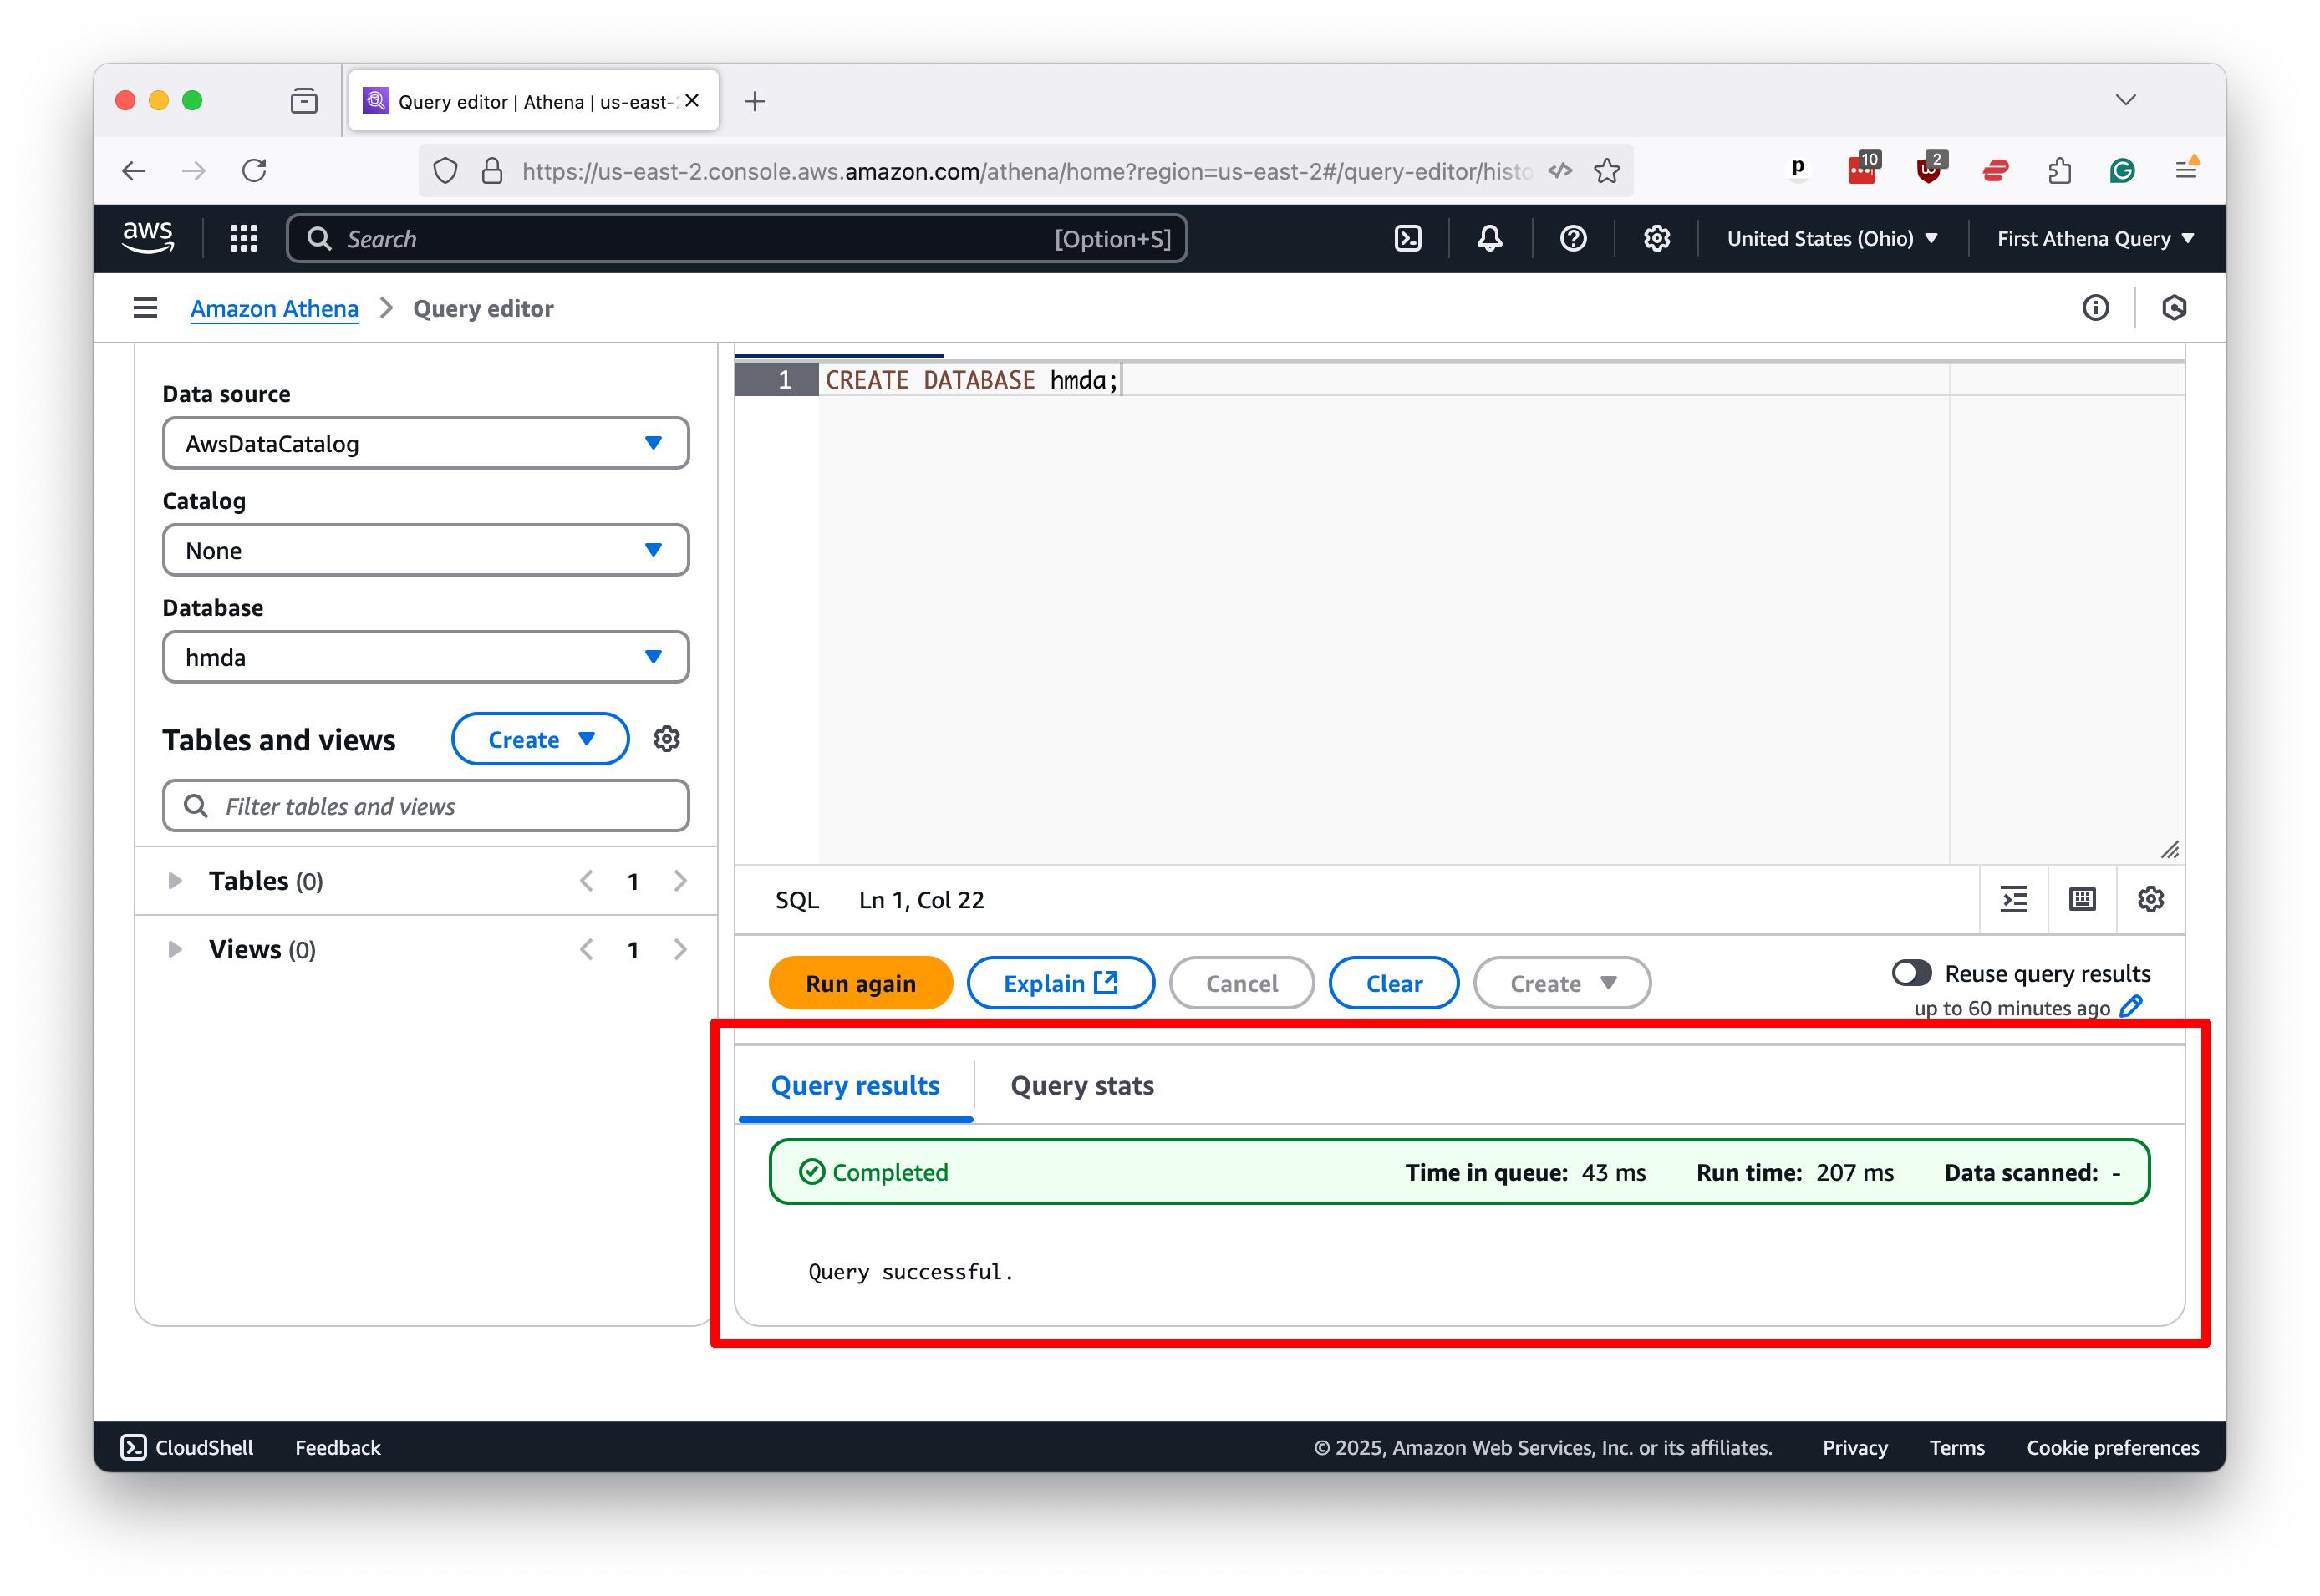 Query editor | Athena | us-east-
https://us-east-2.console.aws.amazon.com/athena/home?region=us-east-2#/query-editor/histo
p
10
2
aws
Search
[Option+S]
United States (Ohio)
First Athena Query
Amazon Athena
Query editor
Data source
AwsDataCatalog
Catalog
None
Database
hmda
Tables and views
Create
Filter tables and views
Tables (0)
1
Views (0)
1
1
CREATE DATABASE hmda;
SQL
Ln 1, Col 22
Run again
Explain
Cancel
Clear
Create
Reuse query results
up to 60 minutes ago
Query results
Query stats
Completed
Time in queue: 43 ms
Run time: 207 ms
Data scanned: -
Query successful.
CloudShell
Feedback
© 2025, Amazon Web Services, Inc. or its affiliates.
Privacy
Terms
Cookie preferences